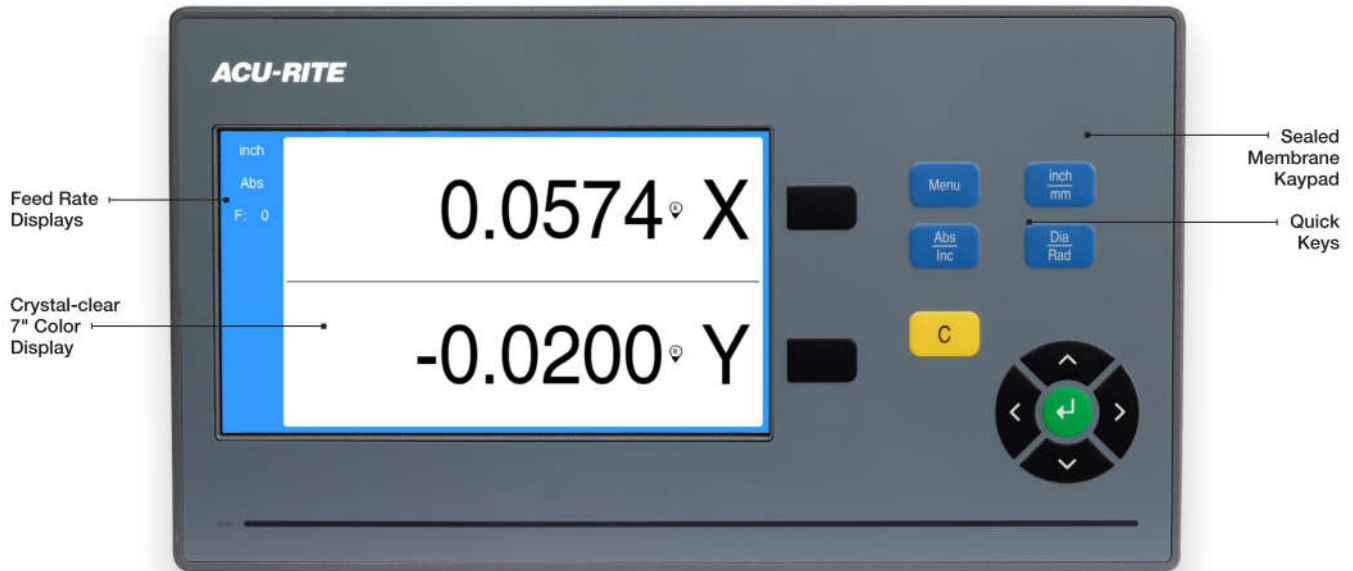 ACU-RITE
inch
Abs
F: 0
0.0574 R X
-0.0200 R Y
Menu
inch
mm
Abs
Inc
Dia
Rad
C
Feed Rate
Displays
Crystal-clear
7" Color
Display
Sealed
Membrane
Kaypad
Quick
Keys